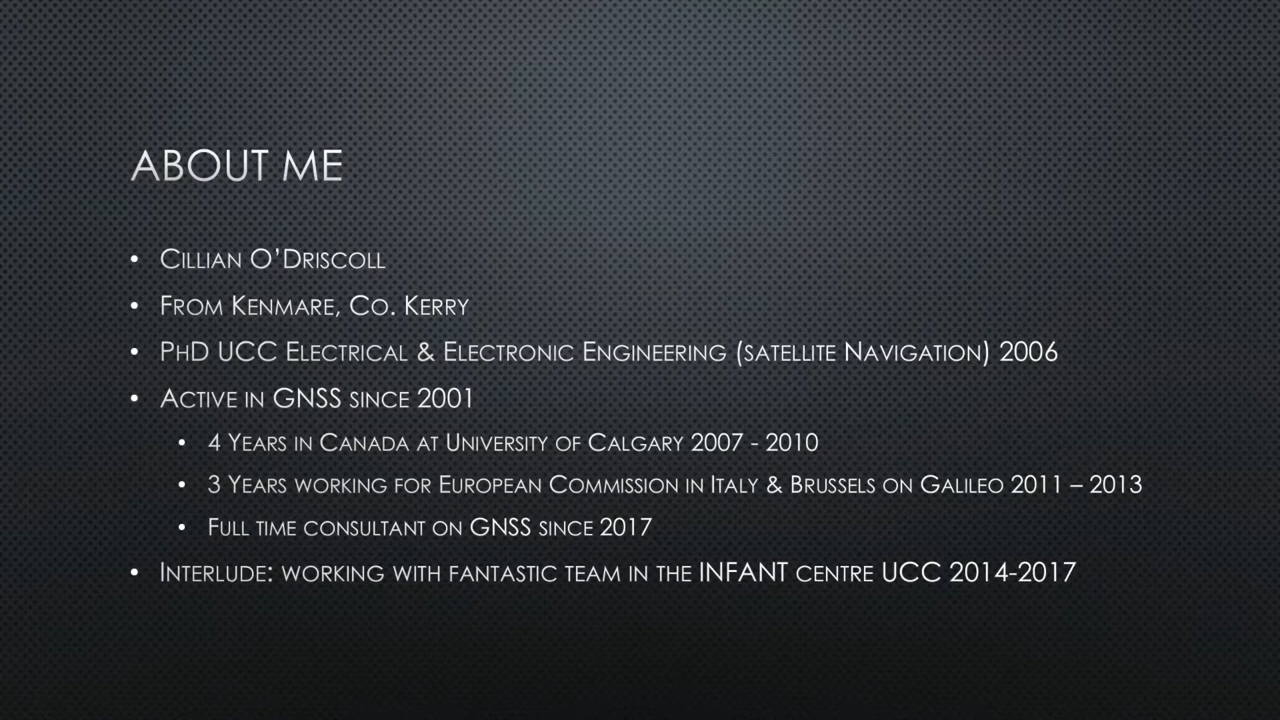 About Me
• Cillian O'Driscoll
• From Kenmare, Co. Kerry
• PhD UCC Electrical & Electronic Engineering (satellite Navigation) 2006
• Active in GNSS since 2001
• 4 Years in Canada at University of Calgary 2007 - 2010
• 3 Years working for European Commission in Italy & Brussels on Galileo 2011 – 2013
• Full time consultant on GNSS since 2017
• Interlude: working with fantastic team in the INFANT centre UCC 2014-2017